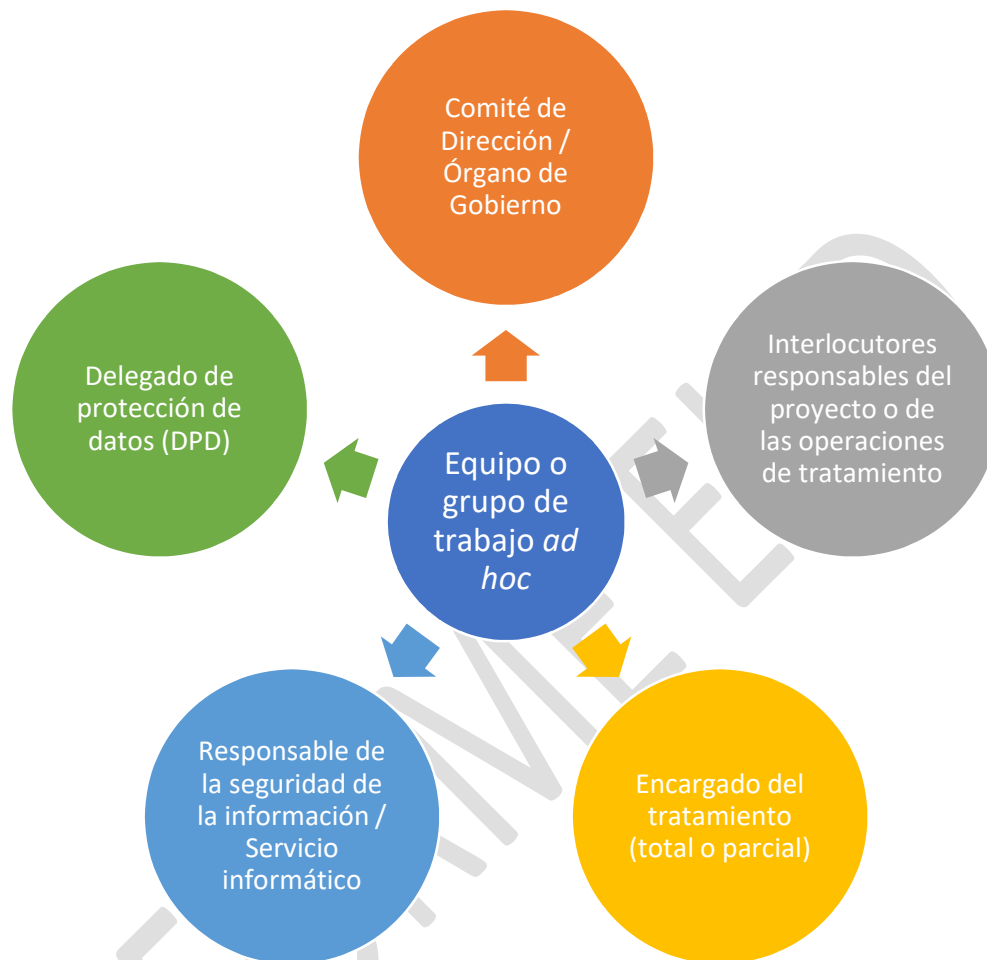 Comité de
Dirección /
Órgano de
Gobierno
Interlocutores
responsables del
proyecto o de
las operaciones
de tratamiento
Delegado de
protección de
datos (DPD)
Equipo o
grupo de
trabajo ad
hoc
Responsable de
la seguridad de
la información /
Servicio
informático
Encargado del
tratamiento
(total o parcial)